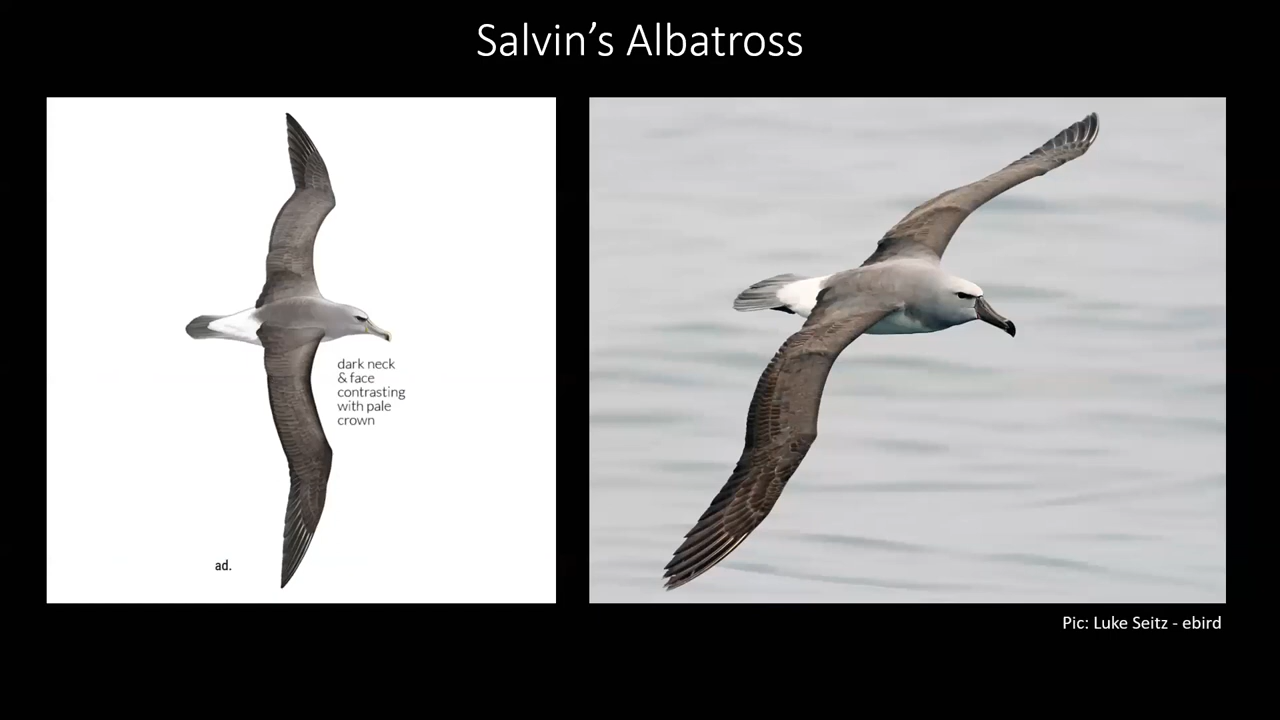 Salvin’s Albatross
dark neck
& face
contrasting
with pale
crown
ad.
Pic: Luke Seitz - ebird